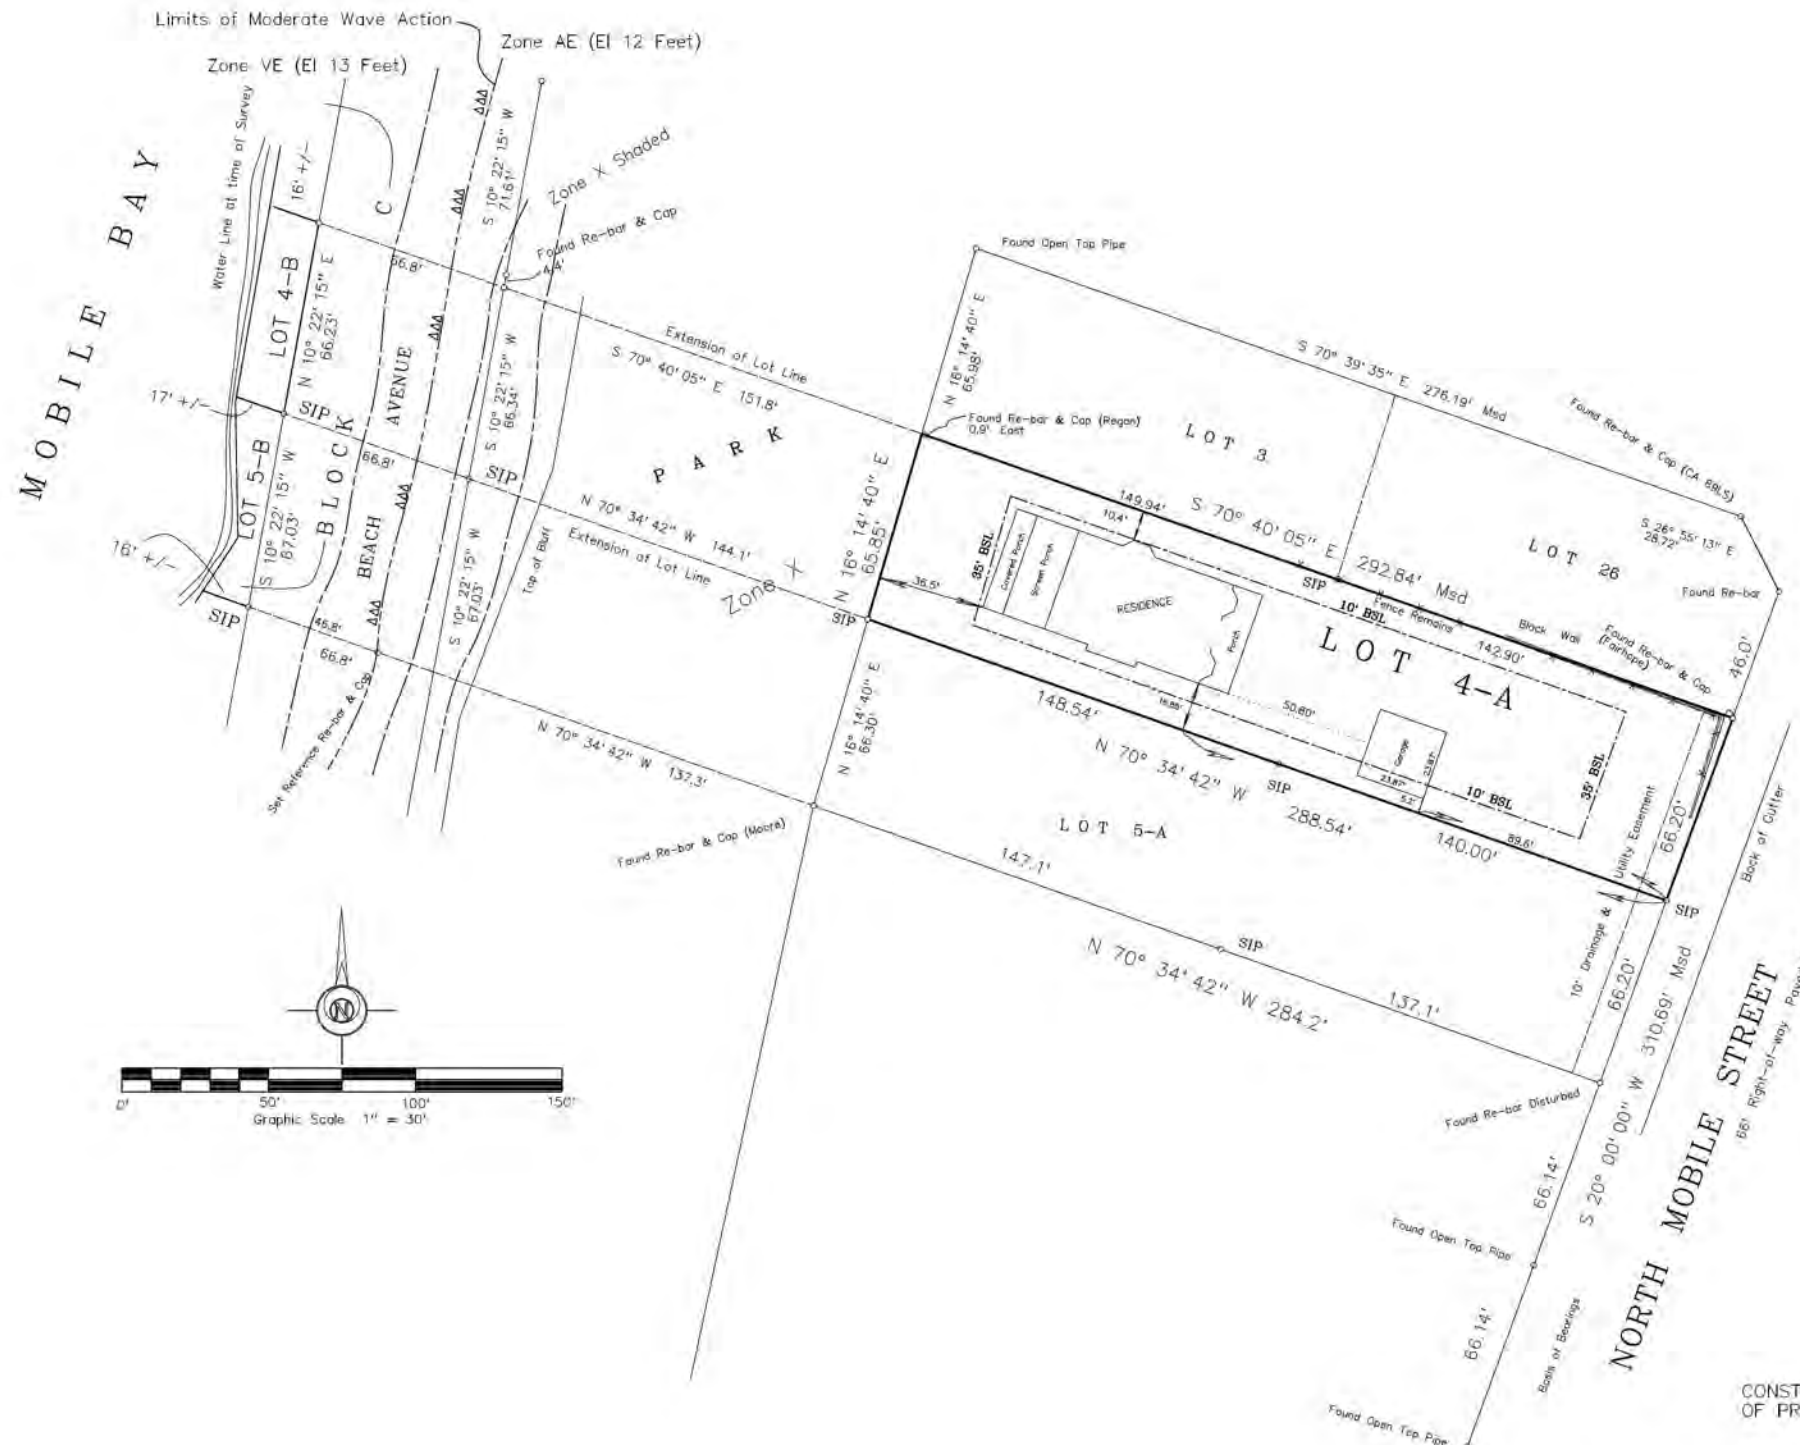 Limits of Moderate Wave Action
Zone AE (El 12 Feet)
Zone VE (El 13 Feet)
MOBILE BAY
Water Line at time of Survey
16' +/-
C
S 10° 22' 15" W
71.61'
Zone X Shaded
Found Re-bar & Cap
4.4'
66.8'
LOT 4-B
N 10° 22' 15" E
66.23'
17' +/-
SIP
AVENUE
S 10° 22' 15" W
66.34'
Extension of Lot Line
S 70° 40' 05" E 151.8'
PARK
LOT 5-B
S 10° 22' 15" W
67.03'
BLOCK
66.8'
SIP
BEACH
16' +/-
SIP
46.8'
66.8'
S 10° 22' 15" W
67.03'
Top of Bluff
N 70° 34' 42" W 144.1'
Extension of Lot Line
Zone X
Set Reference Re-bar & Cap
N 70° 34' 42" W 137.3'
Found Re-bar & Cap (Moore)
Found Open Top Pipe
N 16° 14' 40" E
65.98'
S 70° 39' 35" E 276.19' Msd
Found Re-bar & Cap (CA BRLS)
Found Re-bar & Cap (Regan)
0.9' East
LOT 3
LOT 26
S 26° 55' 13" E
28.72'
Found Re-bar
46.0'
N 16° 14' 40" E
65.85'
149.94'
S 70° 40' 05" E 292.84' Msd
10.4'
35' BSL
Covered Porch
Screen Porch
RESIDENCE
Porch
36.5'
SIP
SIP
10' BSL
Fence Remains
Block Wall
Found Re-bar & Cap
(Fairhope)
142.90'
LOT 4-A
50.60'
Garage
23.87'
23.87'
5.2'
10' BSL
35' BSL
148.54'
N 70° 34' 42" W 288.54'
SIP
140.00'
89.6'
66.20'
SIP
Back of Gutter
10' Drainage & Utility Easement
N 16° 14' 40" E
66.30'
LOT 5-A
147.1'
SIP
N 70° 34' 42" W 284.2'
137.1'
66.20'
S 20° 00' 00" W 310.69' Msd
Found Re-bar Disturbed
66.14'
NORTH MOBILE STREET
66' Right-of-way
Found Open Top Pipe
66.14'
Basis of Bearings
Found Open Top Pipe
N
0' 50' 100' 150'
Graphic Scale 1" = 30'
CONST
OF PR